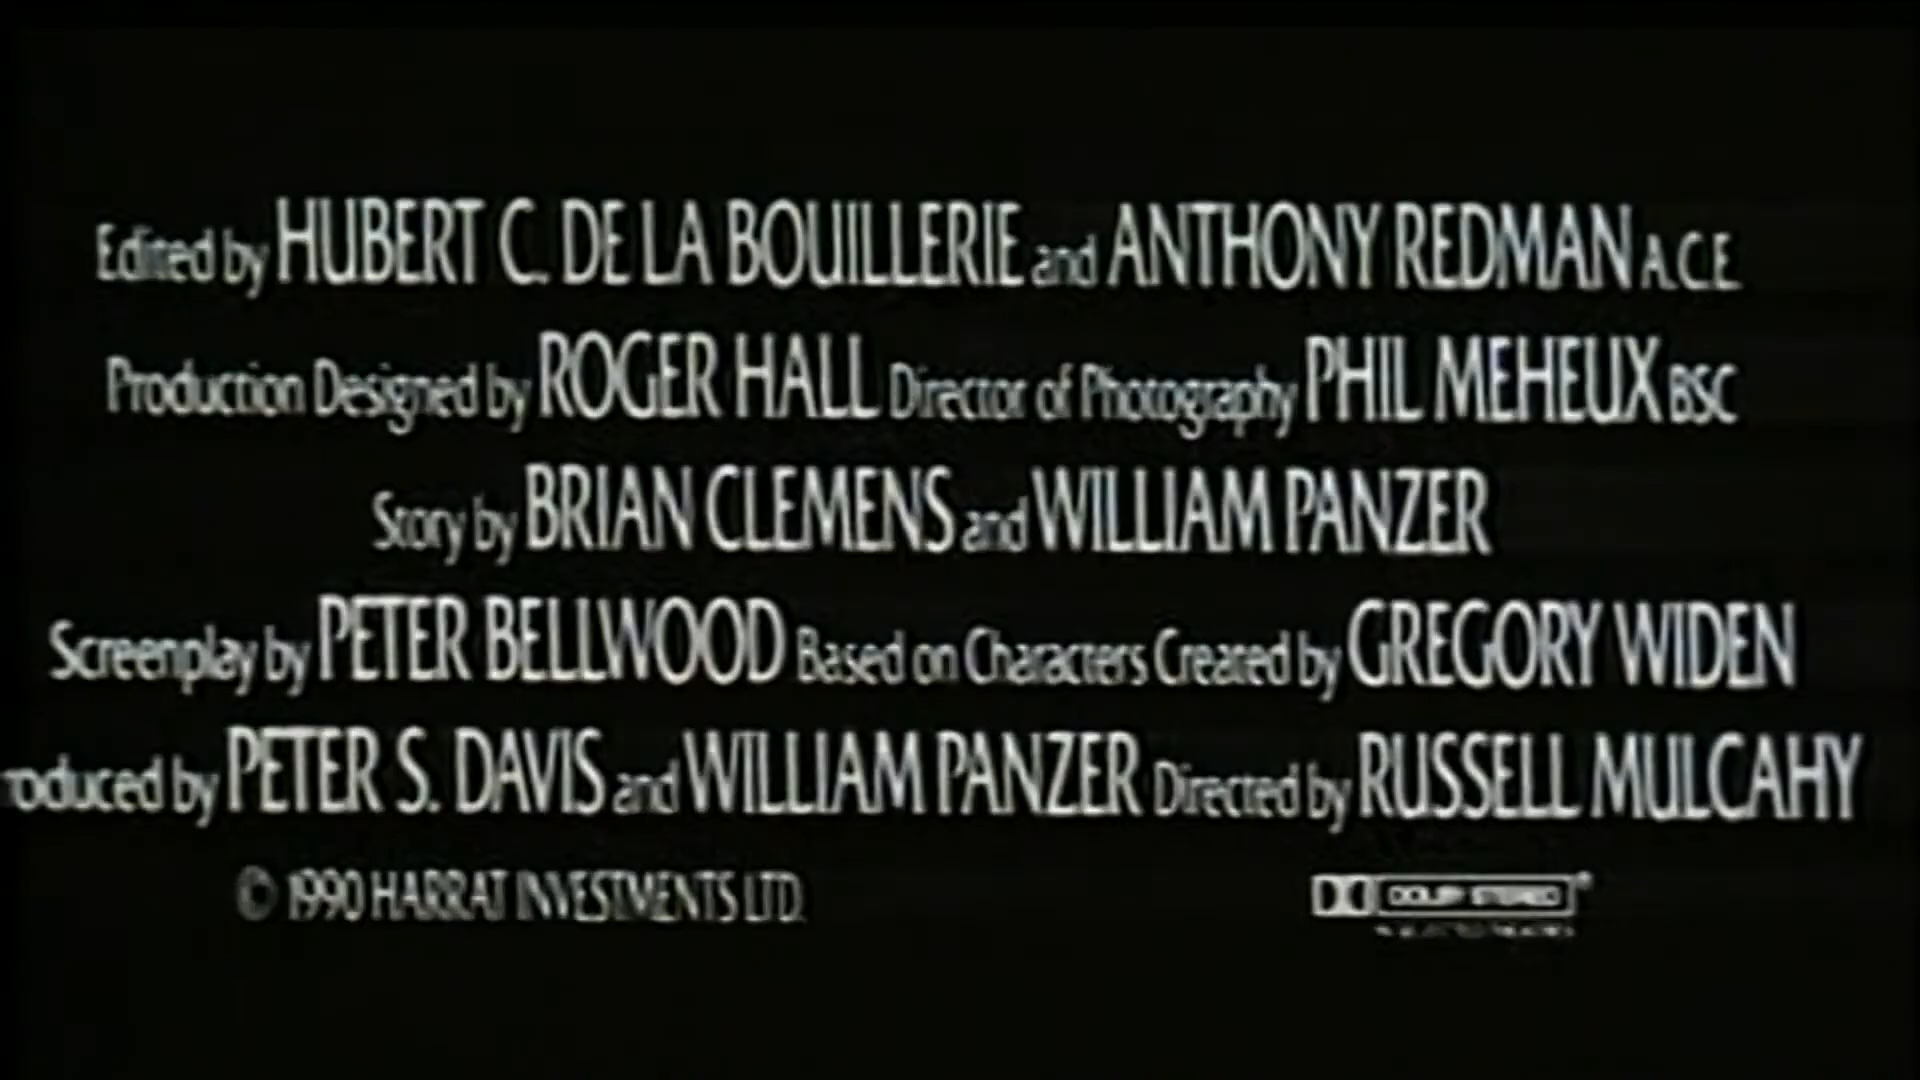 Edited by HUBERT C. DE LA BOUILLERIE and ANTHONY REDMAN A.C.E.
Production Designed by ROGER HALL Director of Photography PHIL MEHEUX BSC
Story by BRIAN CLEMENS and WILLIAM PANZER
Screenplay by PETER BELLWOOD Based on Characters Created by GREGORY WIDEN
roduced by PETER S. DAVIS and WILLIAM PANZER Directed by RUSSELL MULCAHY
© 1990 HARRAT INVESTMENTS LTD.
DOLBY STEREO